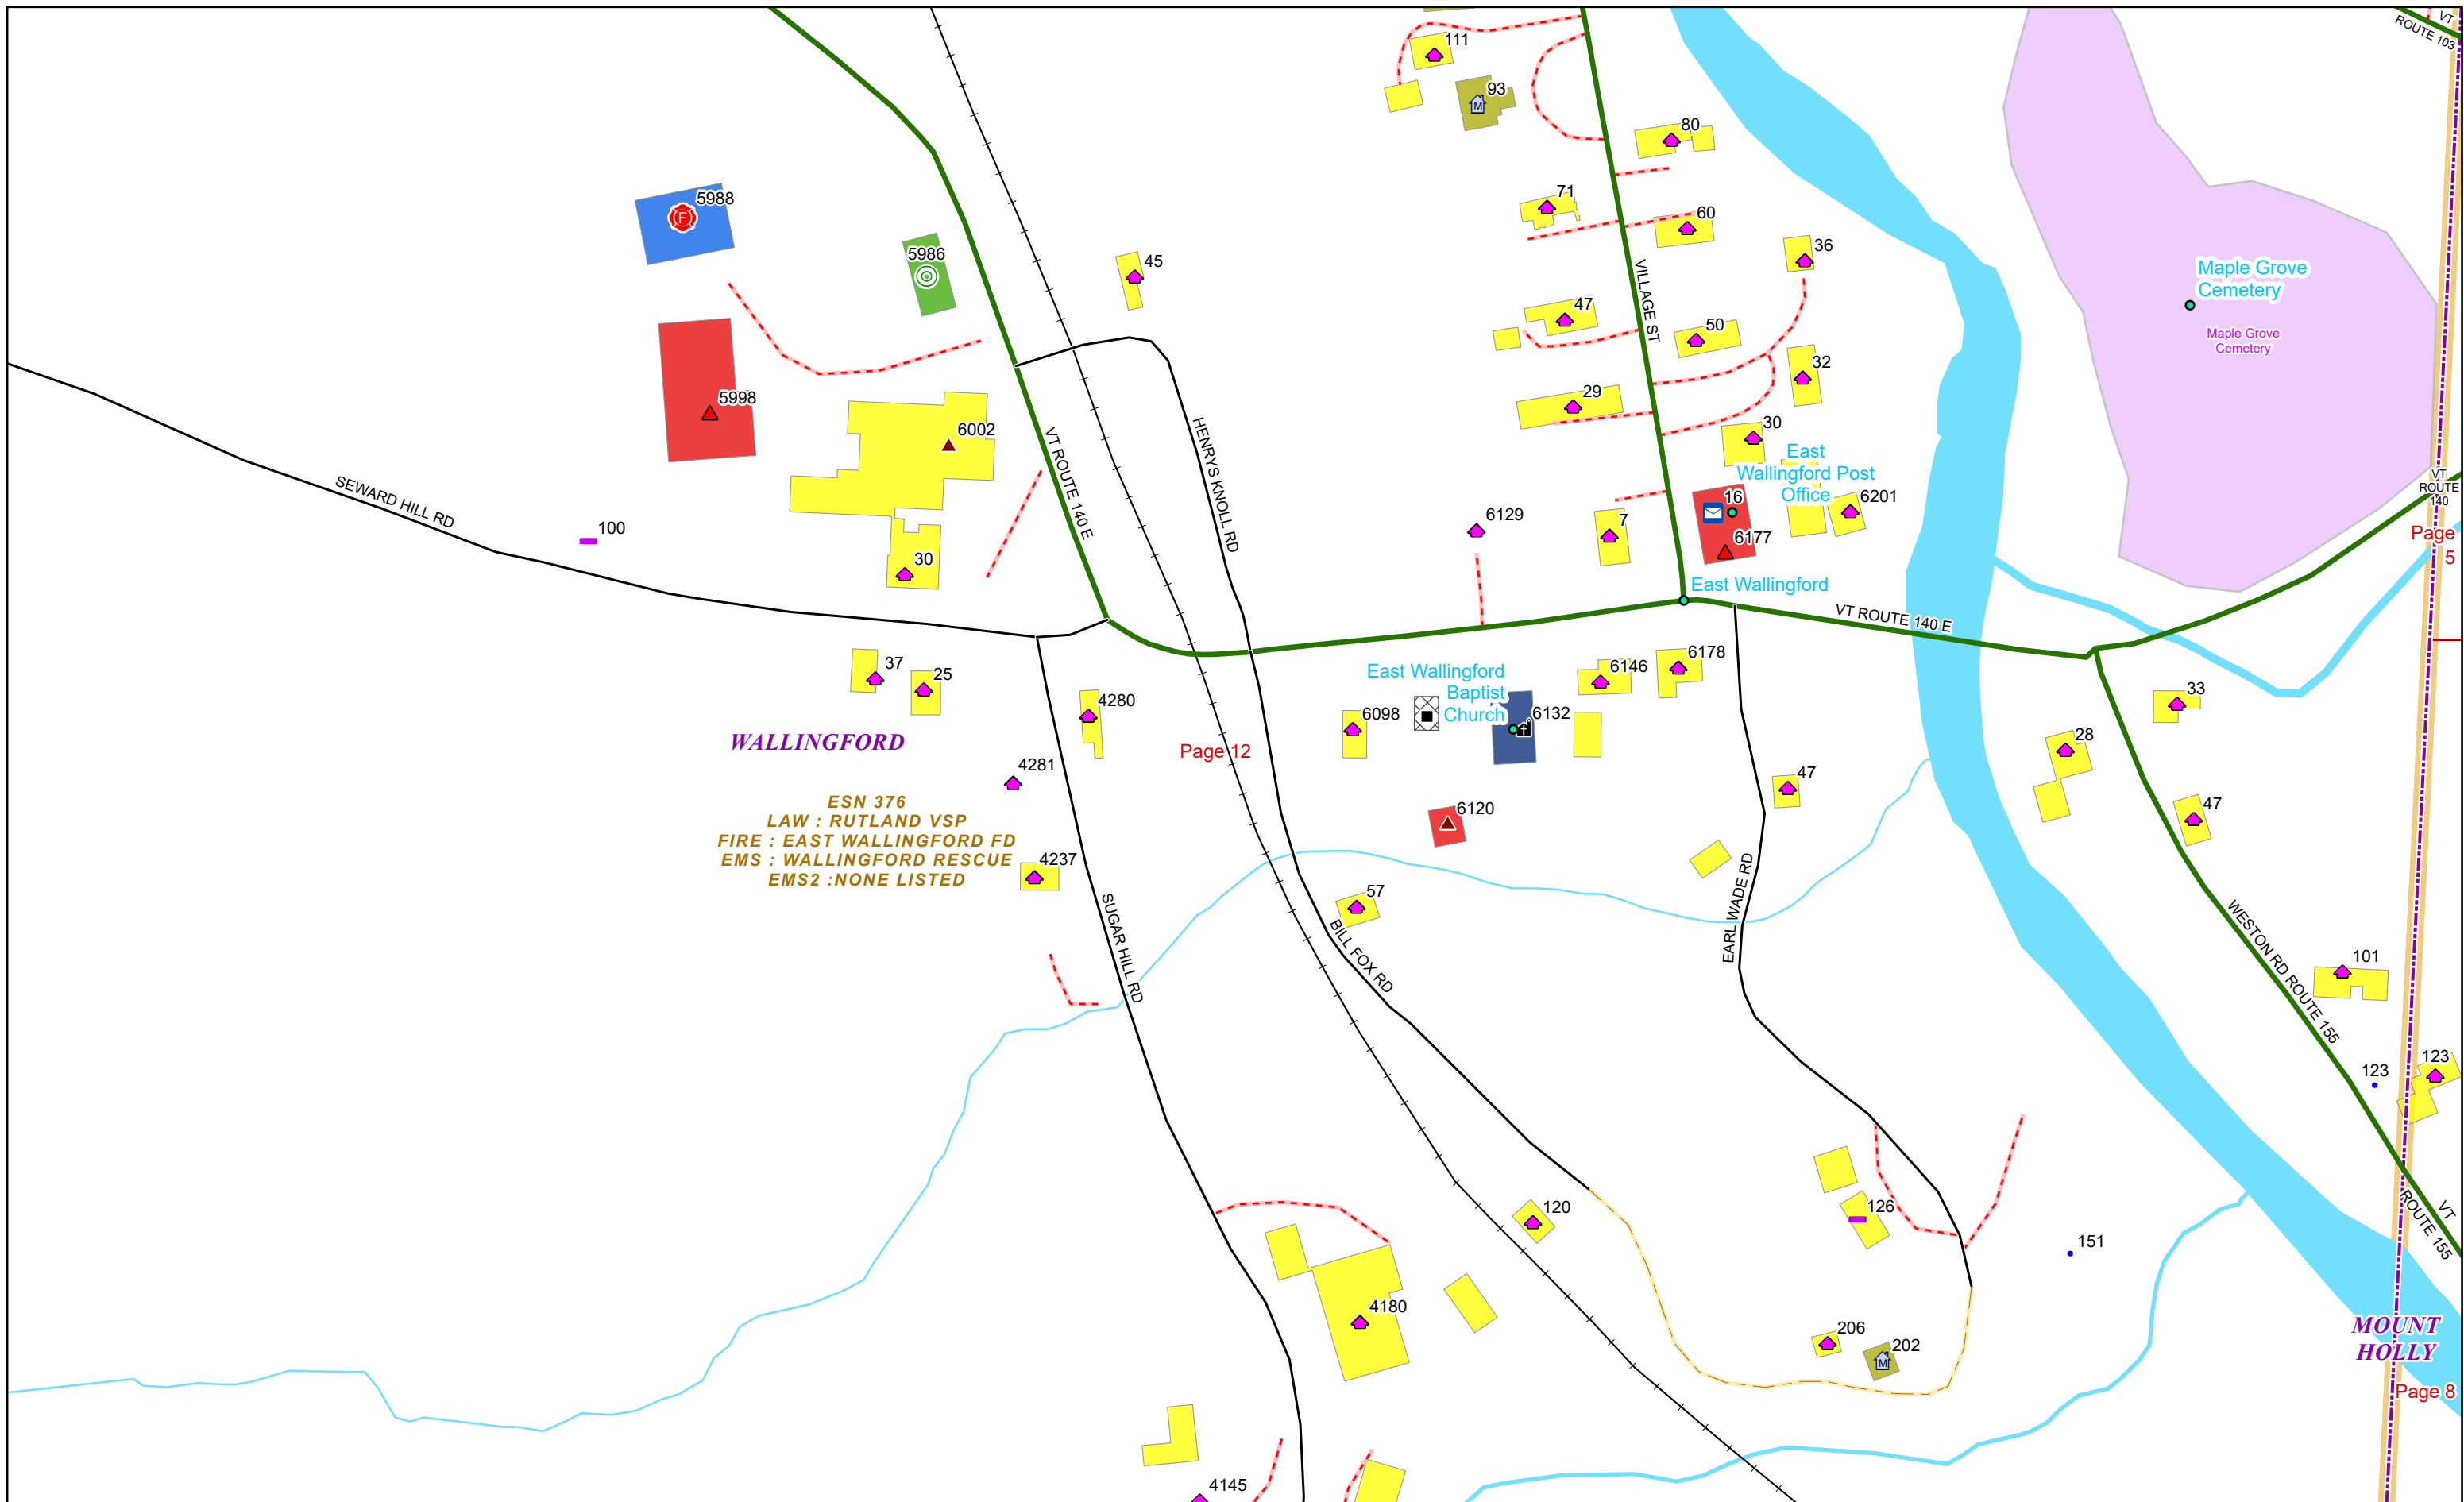 VT
ROUTE 103
111
93
80
5988
71
60
36
5986
45
Maple Grove
Cemetery
47
VILLAGE ST
50
Maple Grove
Cemetery
32
5998
29
6002
30
VT ROUTE 140 E
HENRYS KNOLL RD
East
Wallingford Post
Office
VT
ROUTE
140
SEWARD HILL RD
16
6201
100
6129
7
6177
Page
5
30
East Wallingford
VT ROUTE 140 E
37
25
East Wallingford
Baptist
Church
6146
6178
33
4280
6098
6132
WALLINGFORD
Page 12
28
4281
47
ESN 376
LAW : RUTLAND VSP
FIRE : EAST WALLINGFORD FD
EMS : WALLINGFORD RESCUE
EMS2 :NONE LISTED
6120
47
4237
57
EARL WADE RD
SUGAR HILL RD
BILL FOX RD
WESTON RD ROUTE 155
101
123
123
120
126
VT
ROUTE 155
151
4180
206
202
MOUNT
HOLLY
Page 8
4145